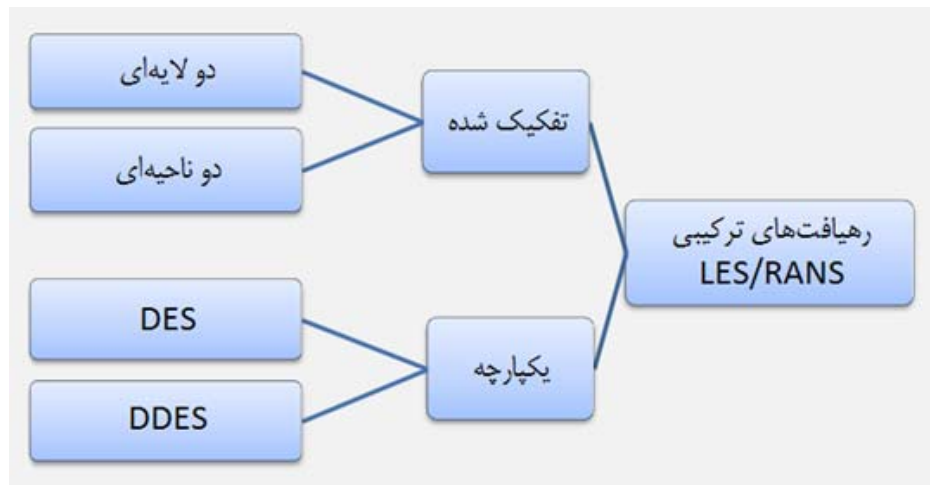 رهیافت‌های ترکیبی
LES/RANS
تفکیک شده
دو لایه‌ای
دو ناحیه‌ای
یکپارچه
DES
DDES